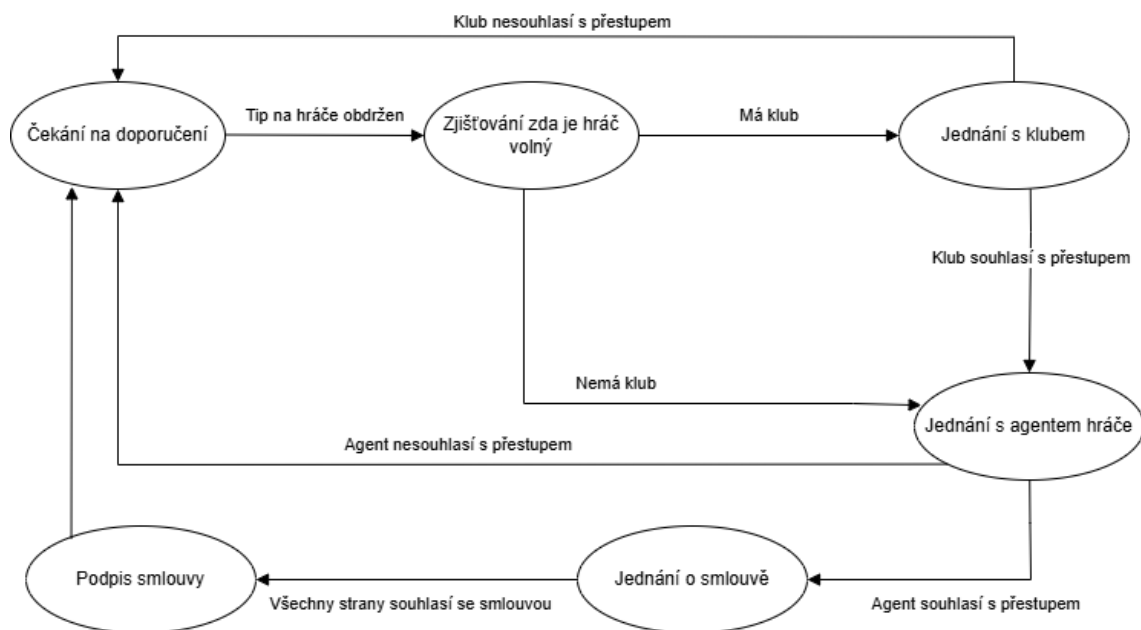 Klub nesouhlasí s přestupem
Čekání na doporučení
Tip na hráče obdržen
Zjišťování zda je hráč
volný
Má klub
Jednání s klubem
Klub souhlasí s přestupem
Nemá klub
Jednání s agentem hráče
Agent nesouhlasí s přestupem
Podpis smlouvy
Všechny strany souhlasí se smlouvou
Jednání o smlouvě
Agent souhlasí s přestupem